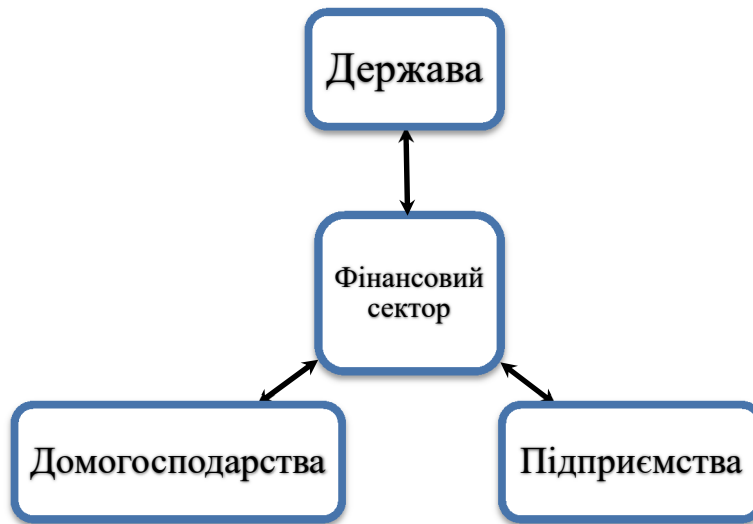 Держава
Фінансовий
сектор
Домогосподарства
Підприємства